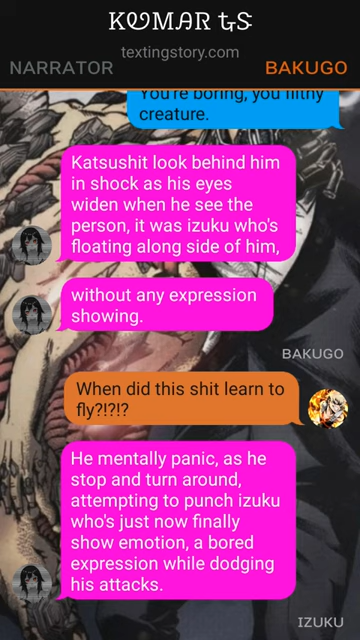 KUMAR GS
textingstory.com
NARRATOR BAKUGO
You're boring, you filthy
creature.
Katsushit look behind him
in shock as his eyes
widen when he see the
person, it was izuku who's
floating along side of him,
without any expression
showing.
BAKUGO
When did this shit learn to
fly?!?!?
He mentally panic, as he
stop and turn around,
attempting to punch izuku
who's just now finally
show emotion, a bored
expression while dodging
his attacks.
IZUKU